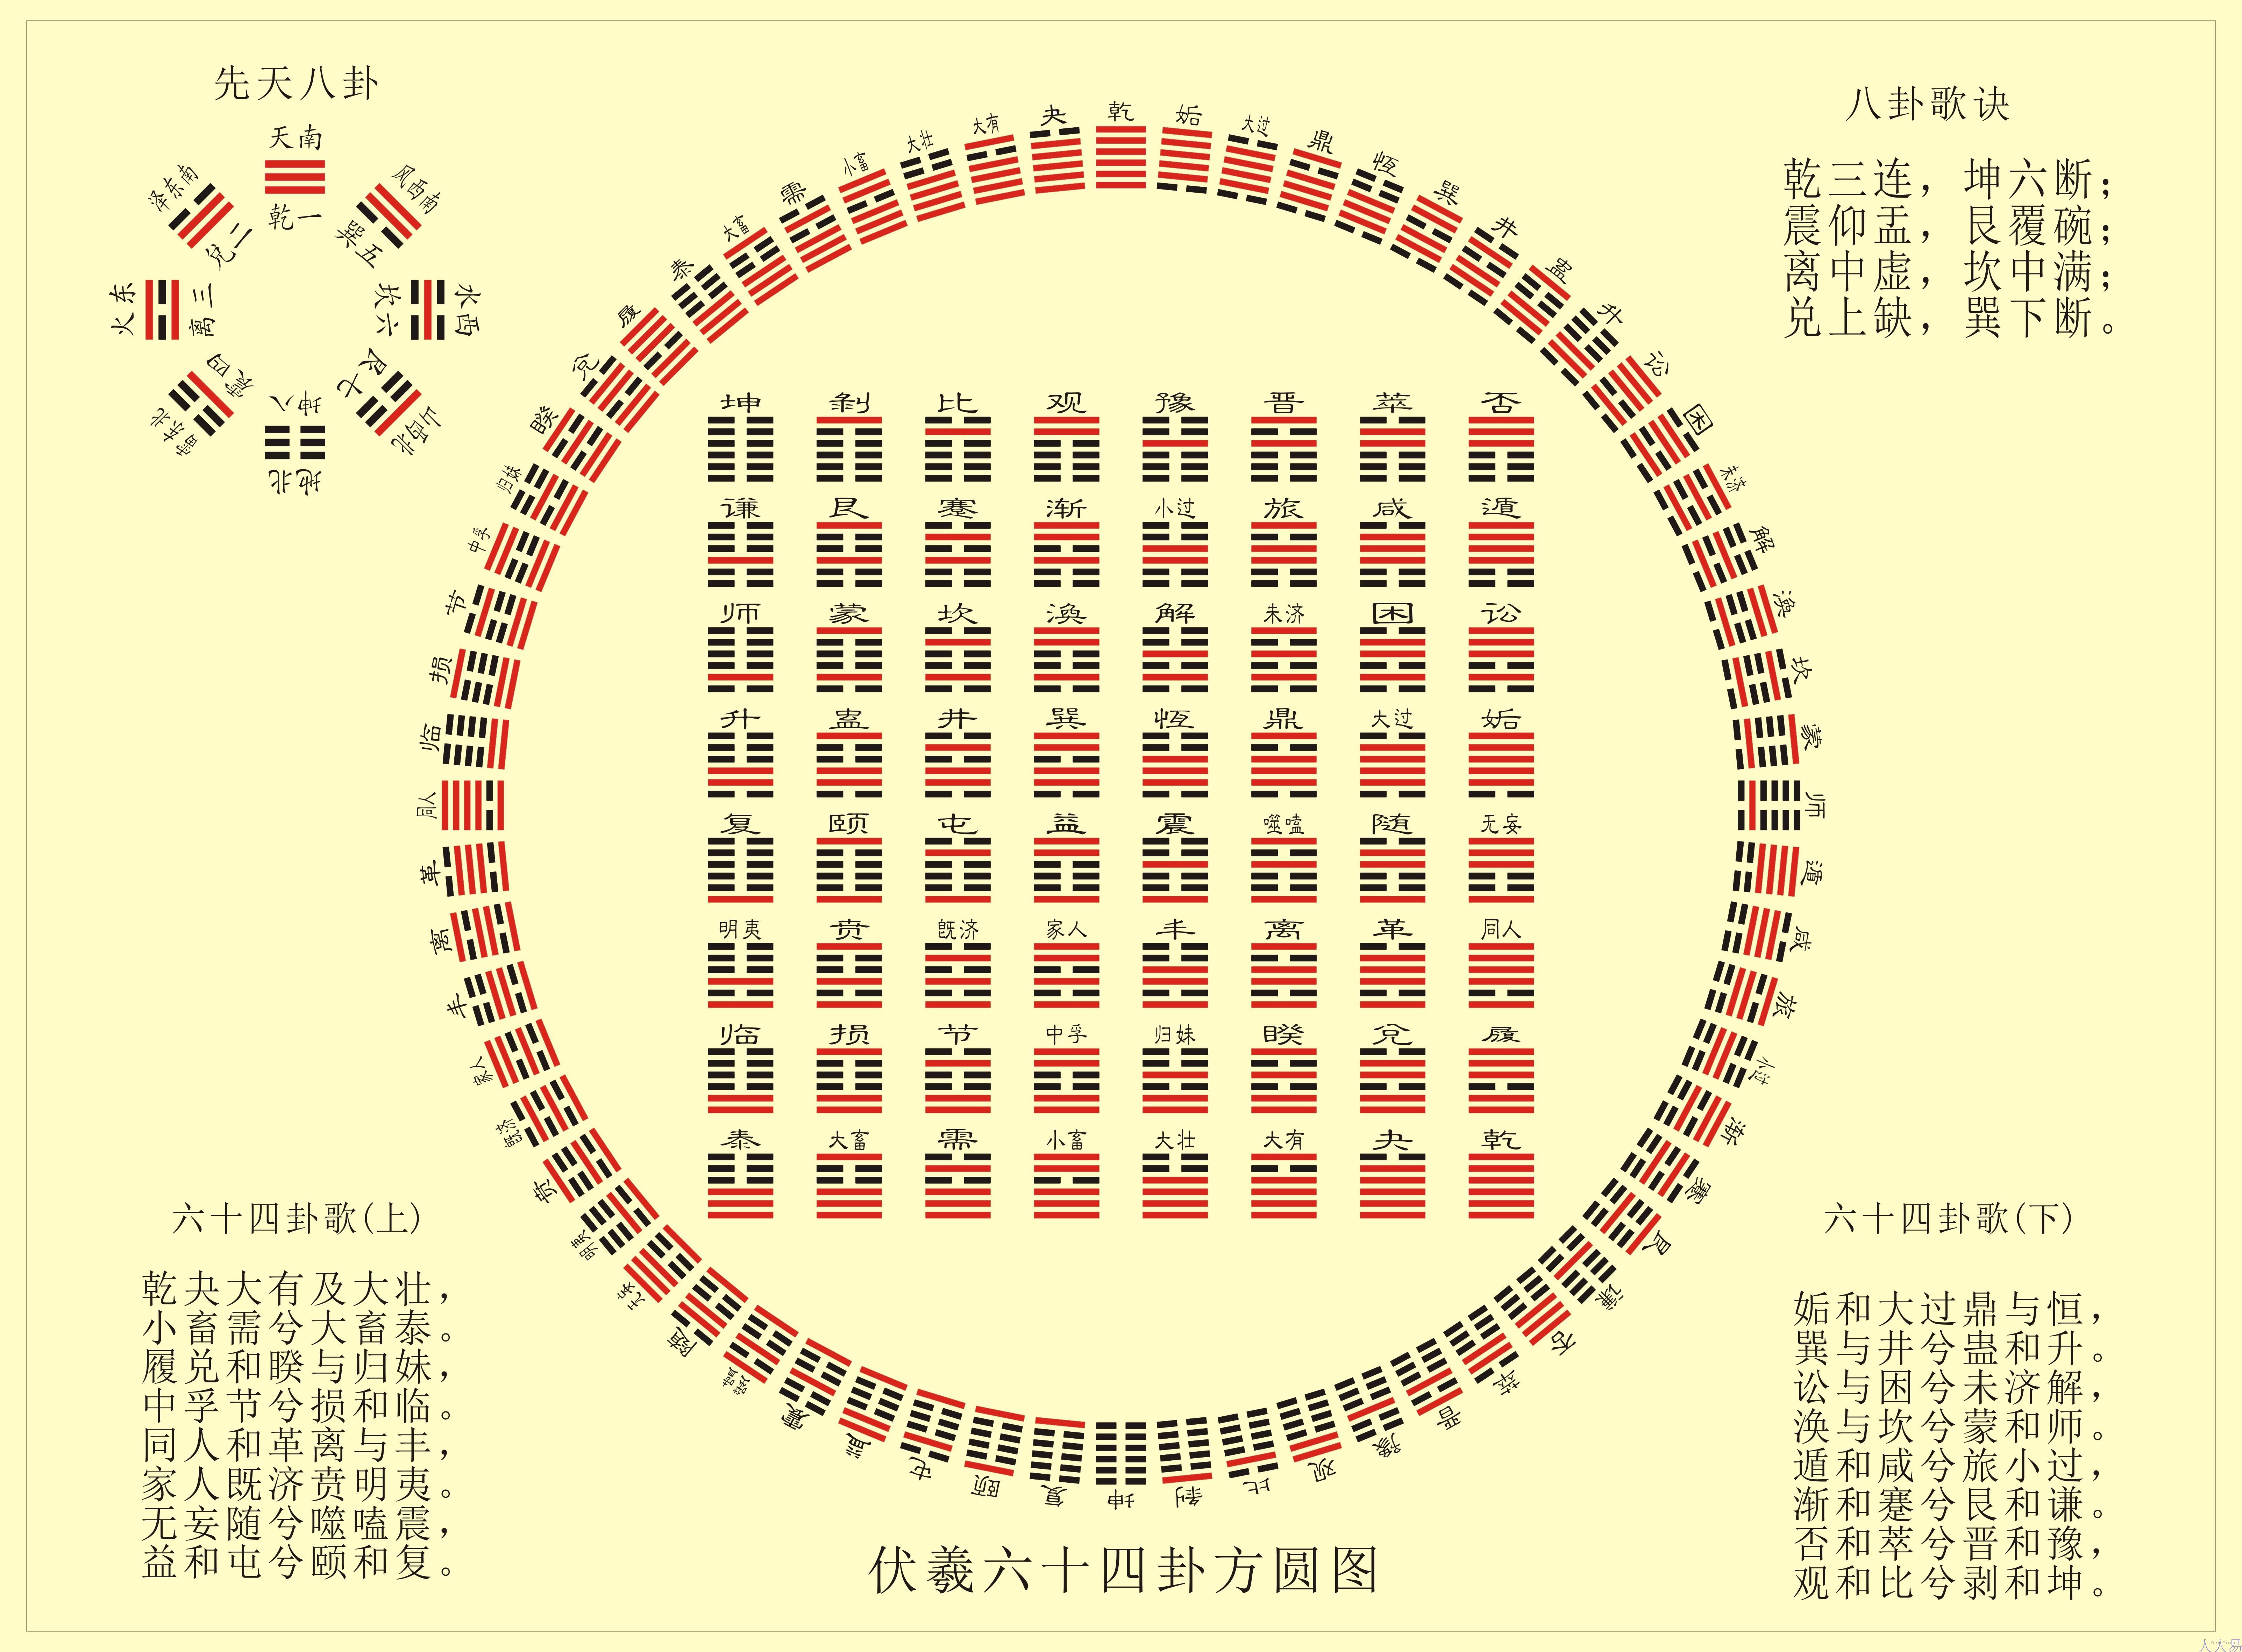 先天八卦
天南
乾一
泽东南
兑二
火东
离三
雷东北
震四
风西南
巽五
水西
坎六
山西北
艮七
坤八
地北
八卦歌诀
乾三连，坤六断；
震仰盂，艮覆碗；
离中虚，坎中满；
兑上缺，巽下断。
乾
姤
大过
鼎
恆
巽
井
蛊
升
讼
困
未济
解
涣
坎
蒙
师
遁
咸
旅
小过
渐
蹇
艮
谦
否
萃
晋
豫
观
比
剥
坤
复
颐
屯
益
震
噬嗑
随
无妄
明夷
贲
既济
家人
丰
离
革
同人
临
损
节
中孚
归妹
睽
兑
履
泰
大畜
需
小畜
大壮
大有
夬
坤 剥 比 观 豫 晋 萃 否
谦 艮 蹇 渐 小过 旅 咸 遁
师 蒙 坎 涣 解 未济 困 讼
升 蛊 井 巽 恆 鼎 大过 姤
复 颐 屯 益 震 噬嗑 随 无妄
明夷 贲 既济 家人 丰 离 革 同人
临 损 节 中孚 归妹 睽 兑 履
泰 大畜 需 小畜 大壮 大有 夬 乾
六十四卦歌(上)
乾夬大有及大壮，
小畜需兮大畜泰。
履兑和睽与归妹，
中孚节兮损和临。
同人和革离与丰，
家人既济贲明夷。
无妄随兮噬嗑震，
益和屯兮颐和复。
六十四卦歌(下)
姤和大过鼎与恒，
巽与井兮蛊和升。
讼与困兮未济解，
涣与坎兮蒙和师。
遁和咸兮旅小过，
渐和蹇兮艮和谦。
否和萃兮晋和豫，
观和比兮剥和坤。
伏羲六十四卦方圆图
人人易